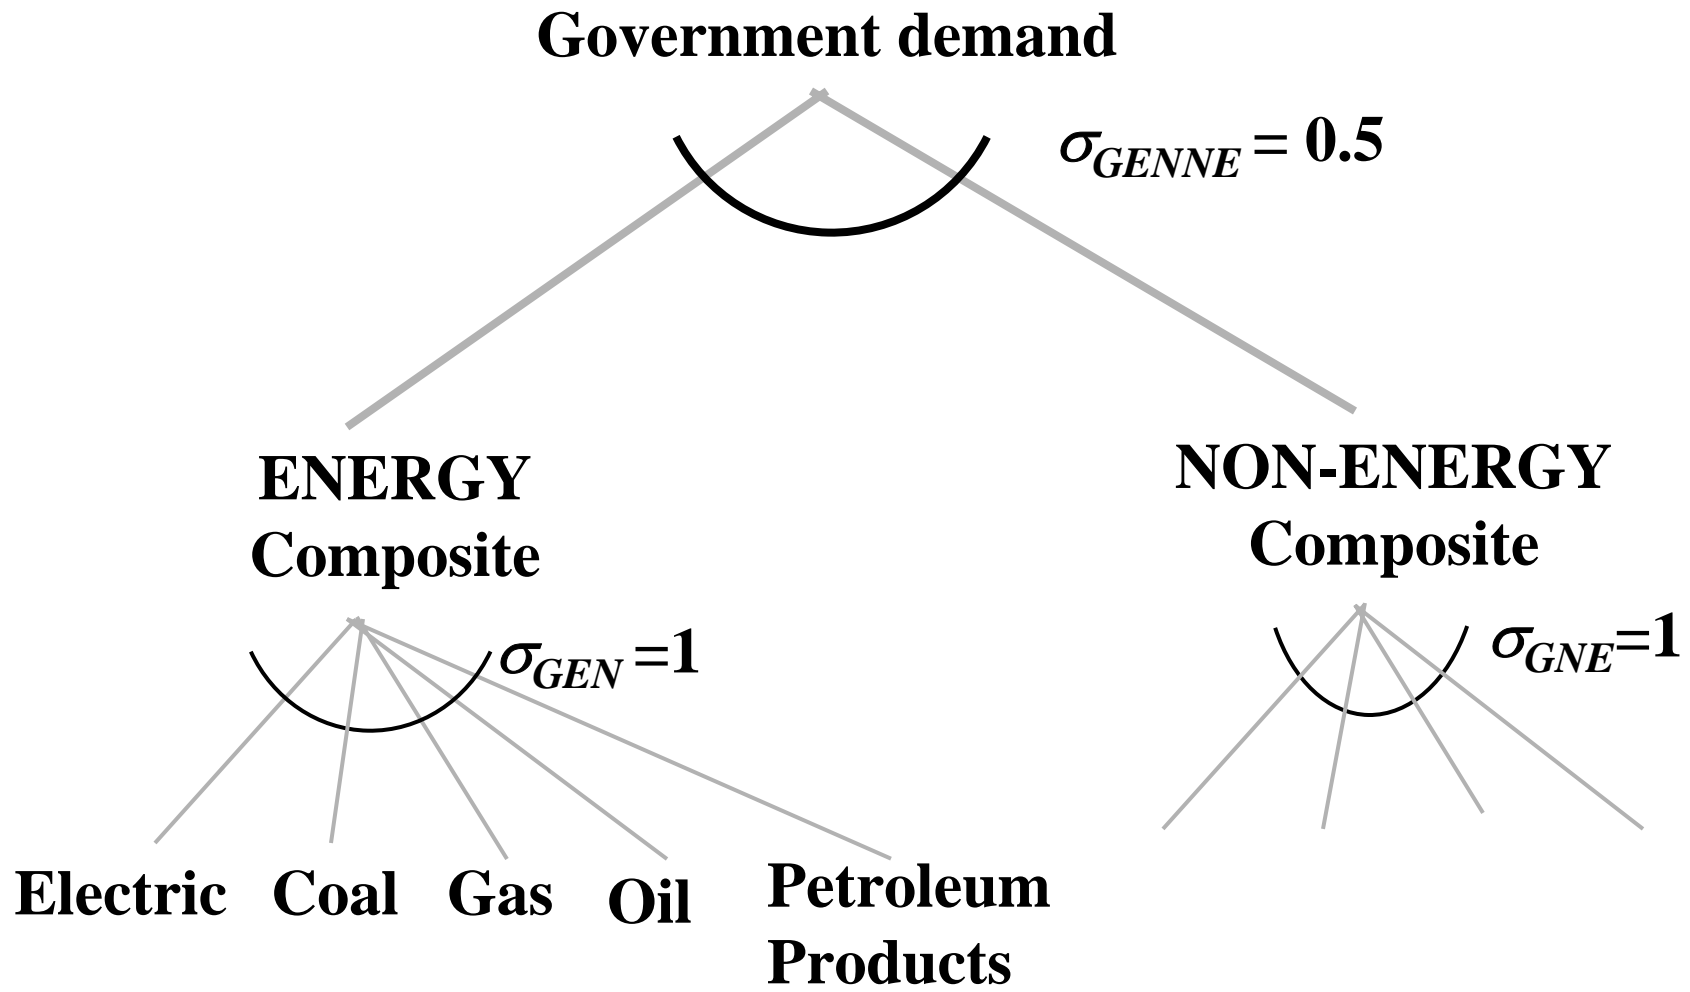 Government demand
σGENNE = 0.5
ENERGY
Composite
NON-ENERGY
Composite
σGEN =1
σGNE=1
Electric
Coal
Gas
Oil
Petroleum
Products